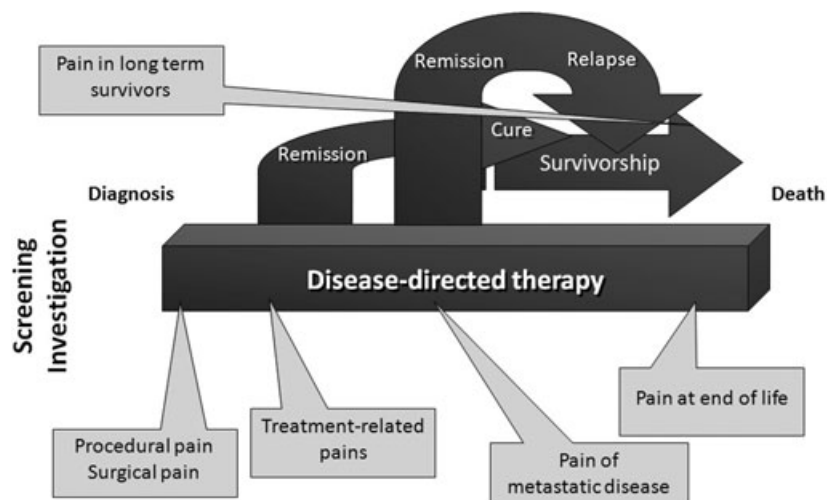 Pain in long term
survivors
Remission
Relapse
Remission
Cure
Survivorship
Diagnosis
Death
Screening
Investigation
Disease-directed therapy
Procedural pain
Surgical pain
Treatment-related
pains
Pain of
metastatic disease
Pain at end of life